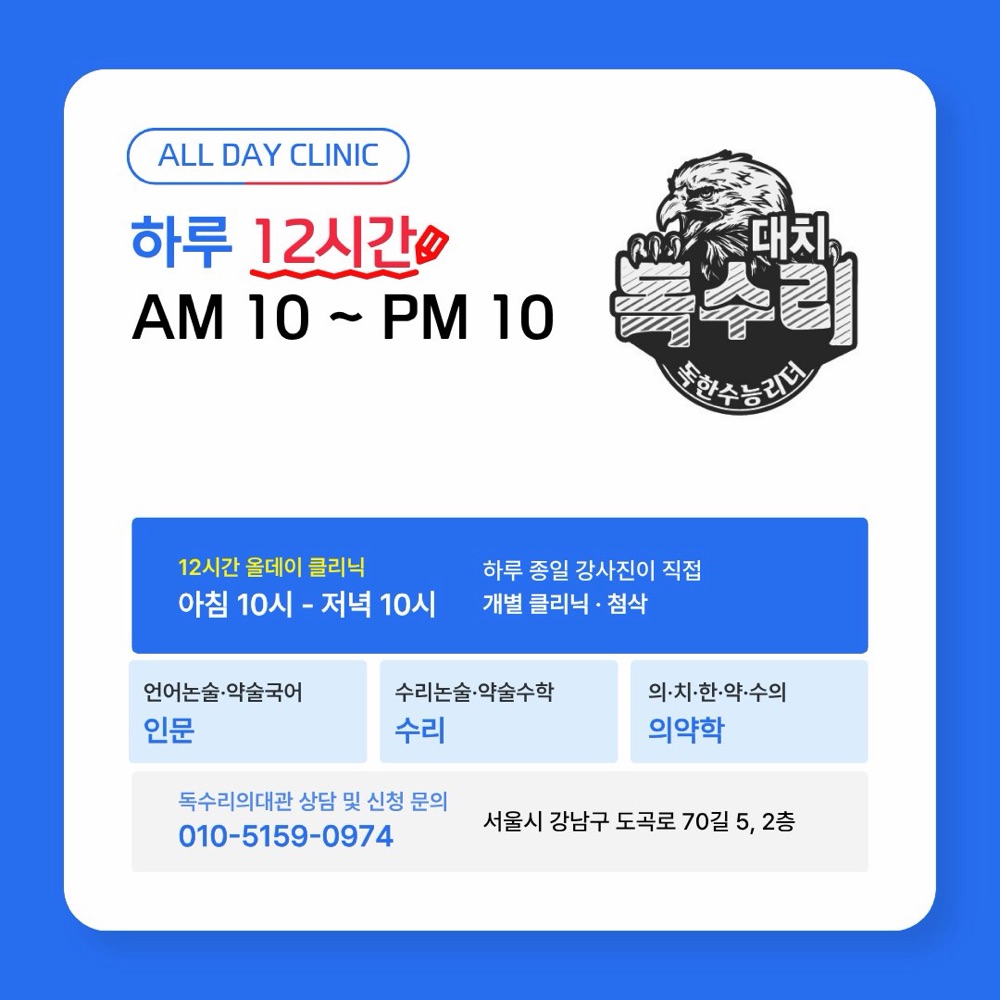 ALL DAY CLINIC
하루 12시간
AM 10 ~ PM 10
대치
독수리
독한수능리더
12시간 올데이 클리닉
아침 10시 - 저녁 10시
하루 종일 강사진이 직접
개별 클리닉 · 첨삭
언어논술·약술국어
인문
수리논술·약술수학
수리
의·치·한·약·수의
의약학
독수리의대관 상담 및 신청 문의
010-5159-0974
서울시 강남구 도곡로 70길 5, 2층